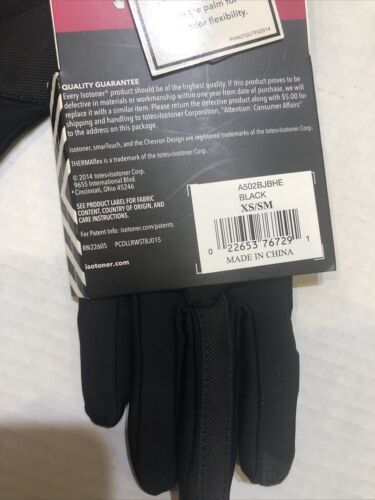 palm for
flexibility.
PHNGTGUTPG2014
QUALITY GUARANTEE
Every Isotoner® product should be of the highest quality. If this product proves to be
defective in materials or workmanship within one year from date of purchase, we will
replace it with a similar item. Please return the defective product along with $5.00 for
shipping and handling to totes»Isotoner Corporation, "Attention: Consumer Affairs"
to the address on this package.
isotoner, smarTouch, and the Chevron Design are registered trademarks of totes»Isotoner Corp.
THERMAflex is a trademark of the totes»Isotoner Corp.
© 2014 totes»Isotoner Corp.
9655 International Blvd.
Cincinnati, Ohio 45246
SEE PRODUCT LABEL FOR FABRIC
CONTENT, COUNTRY OF ORIGIN, AND
CARE INSTRUCTIONS.
For Patent Info: isotoner.com/patents
RN22605 PCOLLRWSTBJ015
isotoner.com
A502BJBHE
BLACK
XS/SM
0 22653 76729 1
MADE IN CHINA